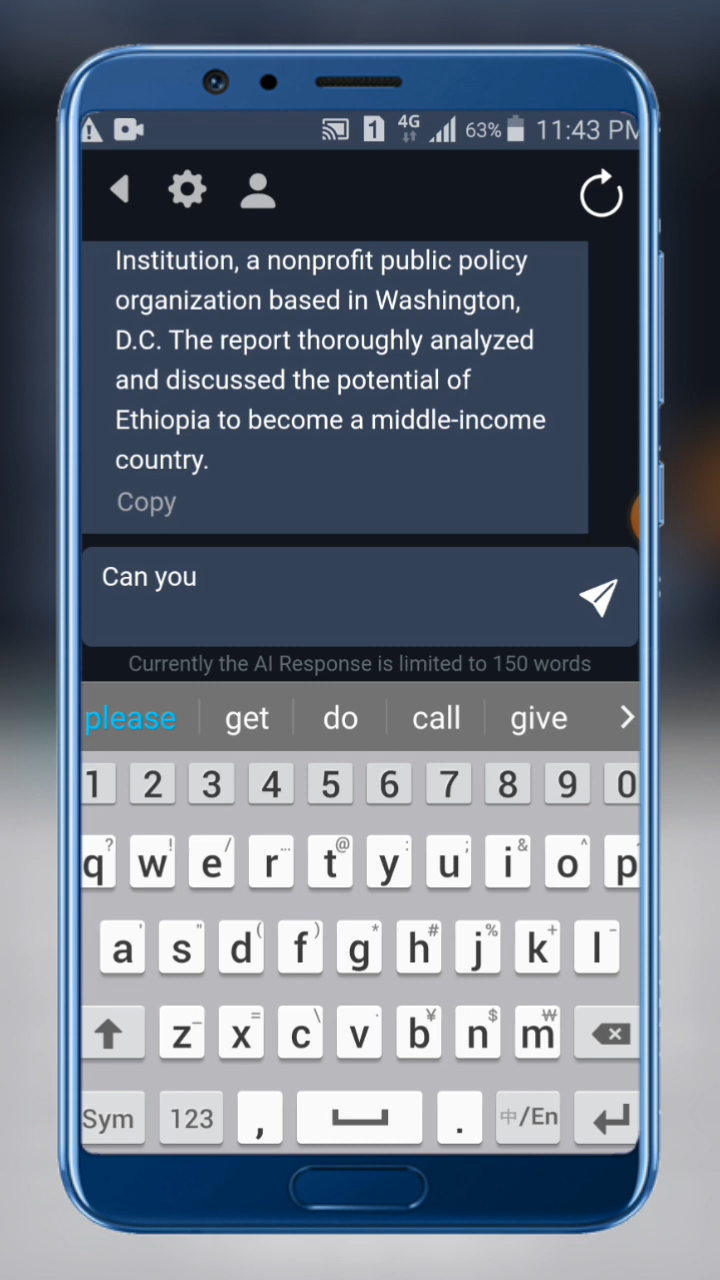 1 4G 63% 11:43 PM
Institution, a nonprofit public policy
organization based in Washington,
D.C. The report thoroughly analyzed
and discussed the potential of
Ethiopia to become a middle-income
country.
Copy
Can you
Currently the AI Response is limited to 150 words
please get do call give
1 2 3 4 5 6 7 8 9 0
q? w! e/ r... t@ y: u; i& o^ p
a' s" d( f) g* h# j% k+ l-
z_ x= c\ v· b¥ n$ m₩
Sym 123 , . 中/En